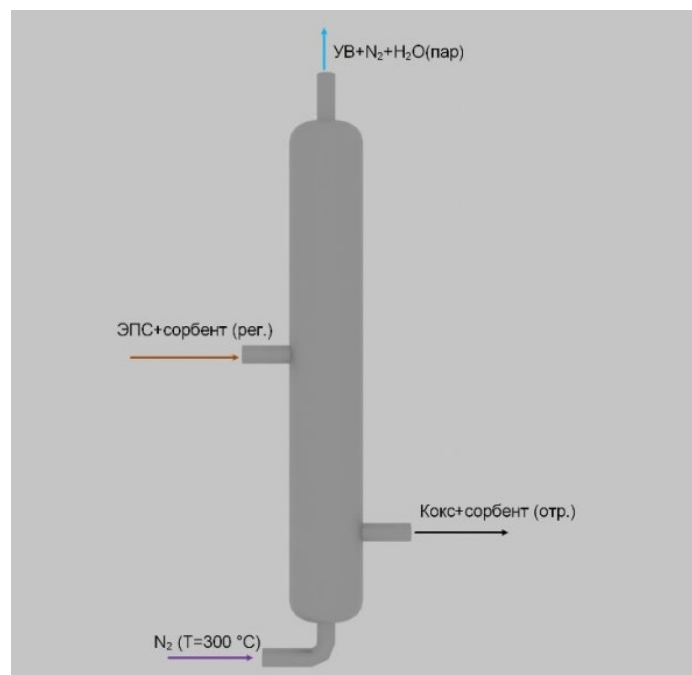 УВ+N₂+H₂O(пар)
ЭПС+сорбент (рег.)
Кокс+сорбент (отр.)
N₂ (T=300 °C)